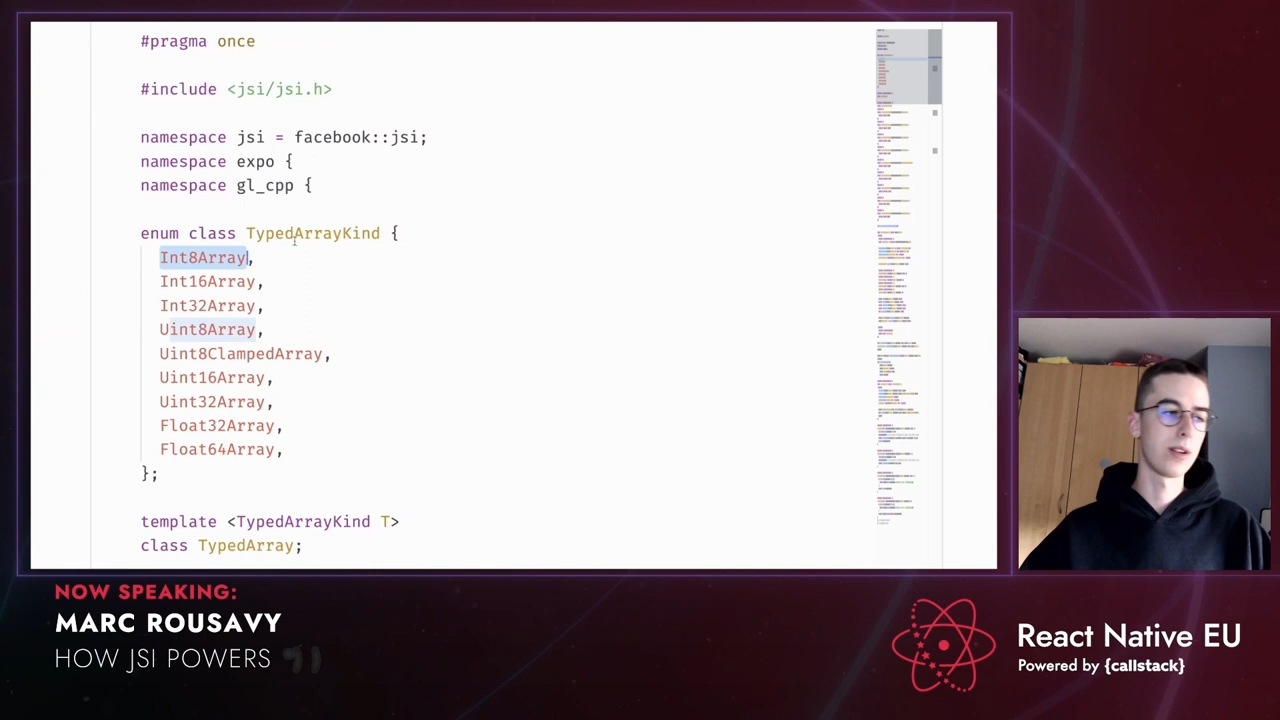 #pragma once
#include <jsi/jsi.h>
namespace jsi = facebook::jsi;
namespace expo {
namespace gl_cpp {
enum class TypedArrayKind {
Int8Array,
Int16Array,
Int32Array,
Uint8Array,
Uint8ClampedArray,
Uint16Array,
Uint32Array,
Float32Array,
Float64Array,
};
template <TypedArrayKind T>
class TypedArray;
NOW SPEAKING:
MARC ROUSAVY
HOW JSI POWERS
React Native EU
Powered by {callstack}